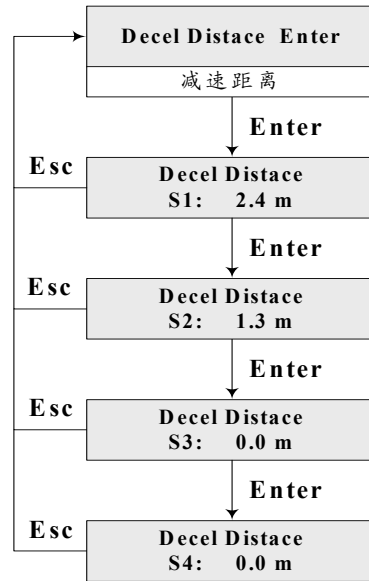 Decel Distace Enter
减速距离
Enter
Esc
Decel Distace
S1: 2.4 m
Enter
Esc
Decel Distace
S2: 1.3 m
Enter
Esc
Decel Distace
S3: 0.0 m
Enter
Esc
Decel Distace
S4: 0.0 m